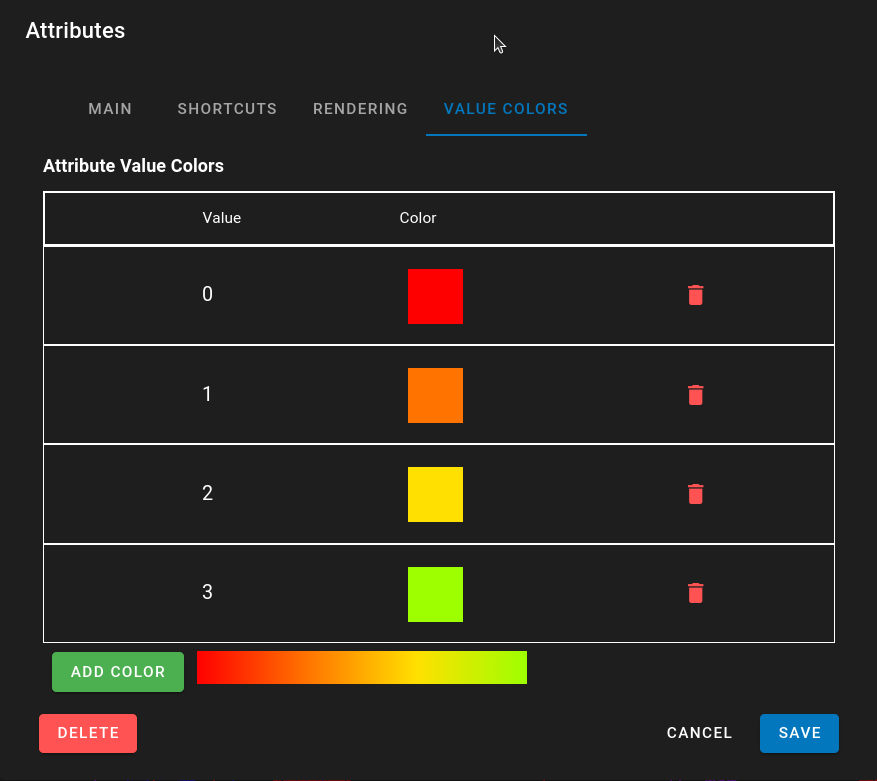 Attributes
MAIN SHORTCUTS RENDERING VALUE COLORS
Attribute Value Colors
Value Color
0
1
2
3
ADD COLOR
DELETE CANCEL SAVE